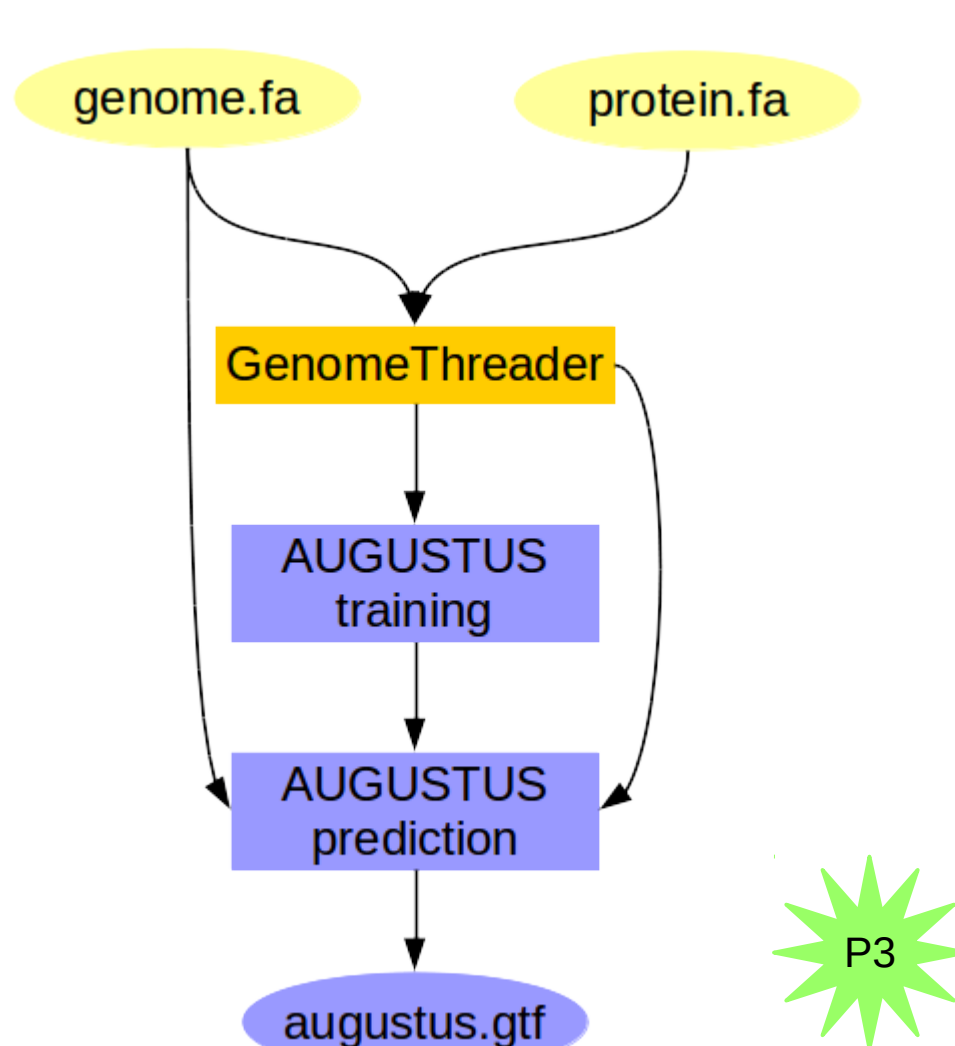 genome.fa
protein.fa
GenomeThreader
AUGUSTUS
training
AUGUSTUS
prediction
P3
augustus.gtf